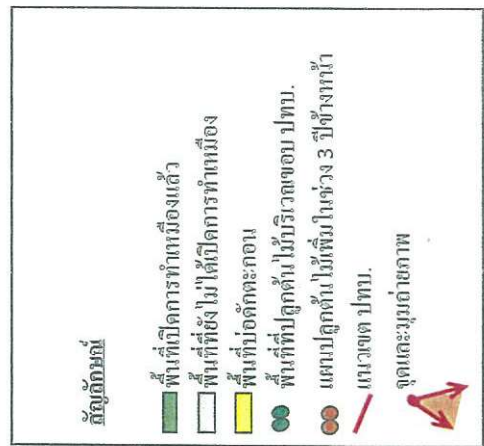 สัญลักษณ์
พื้นที่เปิดการทำเหมืองแล้ว
พื้นที่ที่ยังไม่ได้เปิดการทำเหมือง
พื้นที่บ่อดักตะกอน
พื้นที่ที่ปลูกต้นไม้บริเวณขอบ ปทบ.
แผนปลูกต้นไม้เพิ่มในช่วง 3 ปีข้างหน้า
แนวเขต ปทบ.
จุดและมุมถ่ายภาพ